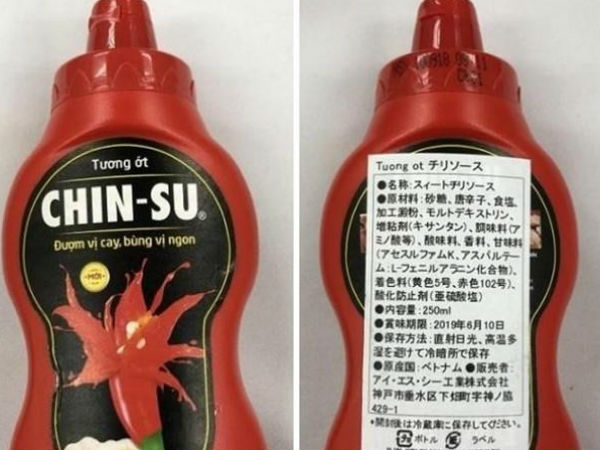 Tương ớt
CHIN-SU®
Đượm vị cay, bùng vị ngon
MỚI
Tuong ot チリソース
●名称:スィートチリソース
●原材料:砂糖、唐辛子、食塩、
加工澱粉、モルトデキストリン、
増粘剤(キサンタン)、調味料(ア
ミノ酸等)、酸味料、香料、甘味料
(アセスルファムK、アスパルテー
ム:L-フェニルアラニン化合物)、
着色料(黄色5号、赤色102号)、
酸化防止剤(亜硫酸塩)
●内容量:250ml
●賞味期限:2019年6月10日
●保存方法:直射日光、高温多
湿を避けて冷暗所で保存
●原産国:ベトナム ●販売者:
アイ・エス・シー工業株式会社
神戸市垂水区下畑町字神ノ脇
429-1
*開封後は冷蔵庫に保存して下さい。
ボトル ラベル